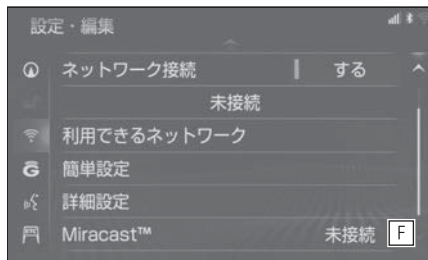 設定・編集
ネットワーク接続 する
未接続
利用できるネットワーク
簡単設定
詳細設定
Miracast™ 未接続 F